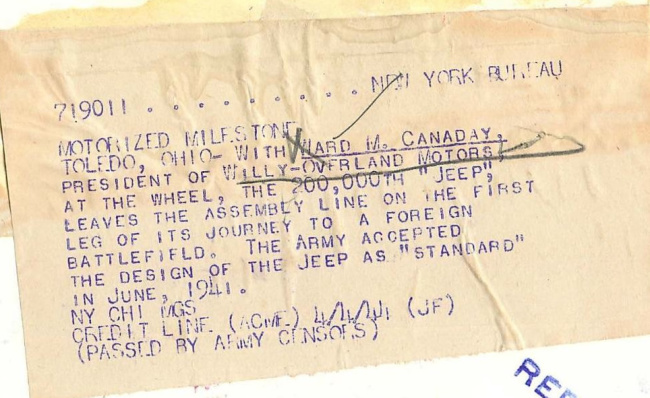 NEW YORK BUREAU
719011 . . . . . . . . .
MOTORIZED MILESTONE
TOLEDO, OHIO- WITH WARD M. CANADAY,
PRESIDENT OF WILLY-OVERLAND MOTORS,
AT THE WHEEL, THE 200,000TH "JEEP",
LEAVES THE ASSEMBLY LINE ON THE FIRST
LEG OF ITS JOURNEY TO A FOREIGN
BATTLEFIELD. THE ARMY ACCEPTED
THE DESIGN OF THE JEEP AS "STANDARD"
IN JUNE, 1941.
NY CHI MGS
CREDIT LINE (ACME) (JF)
(PASSED BY ARMY CENSORS)